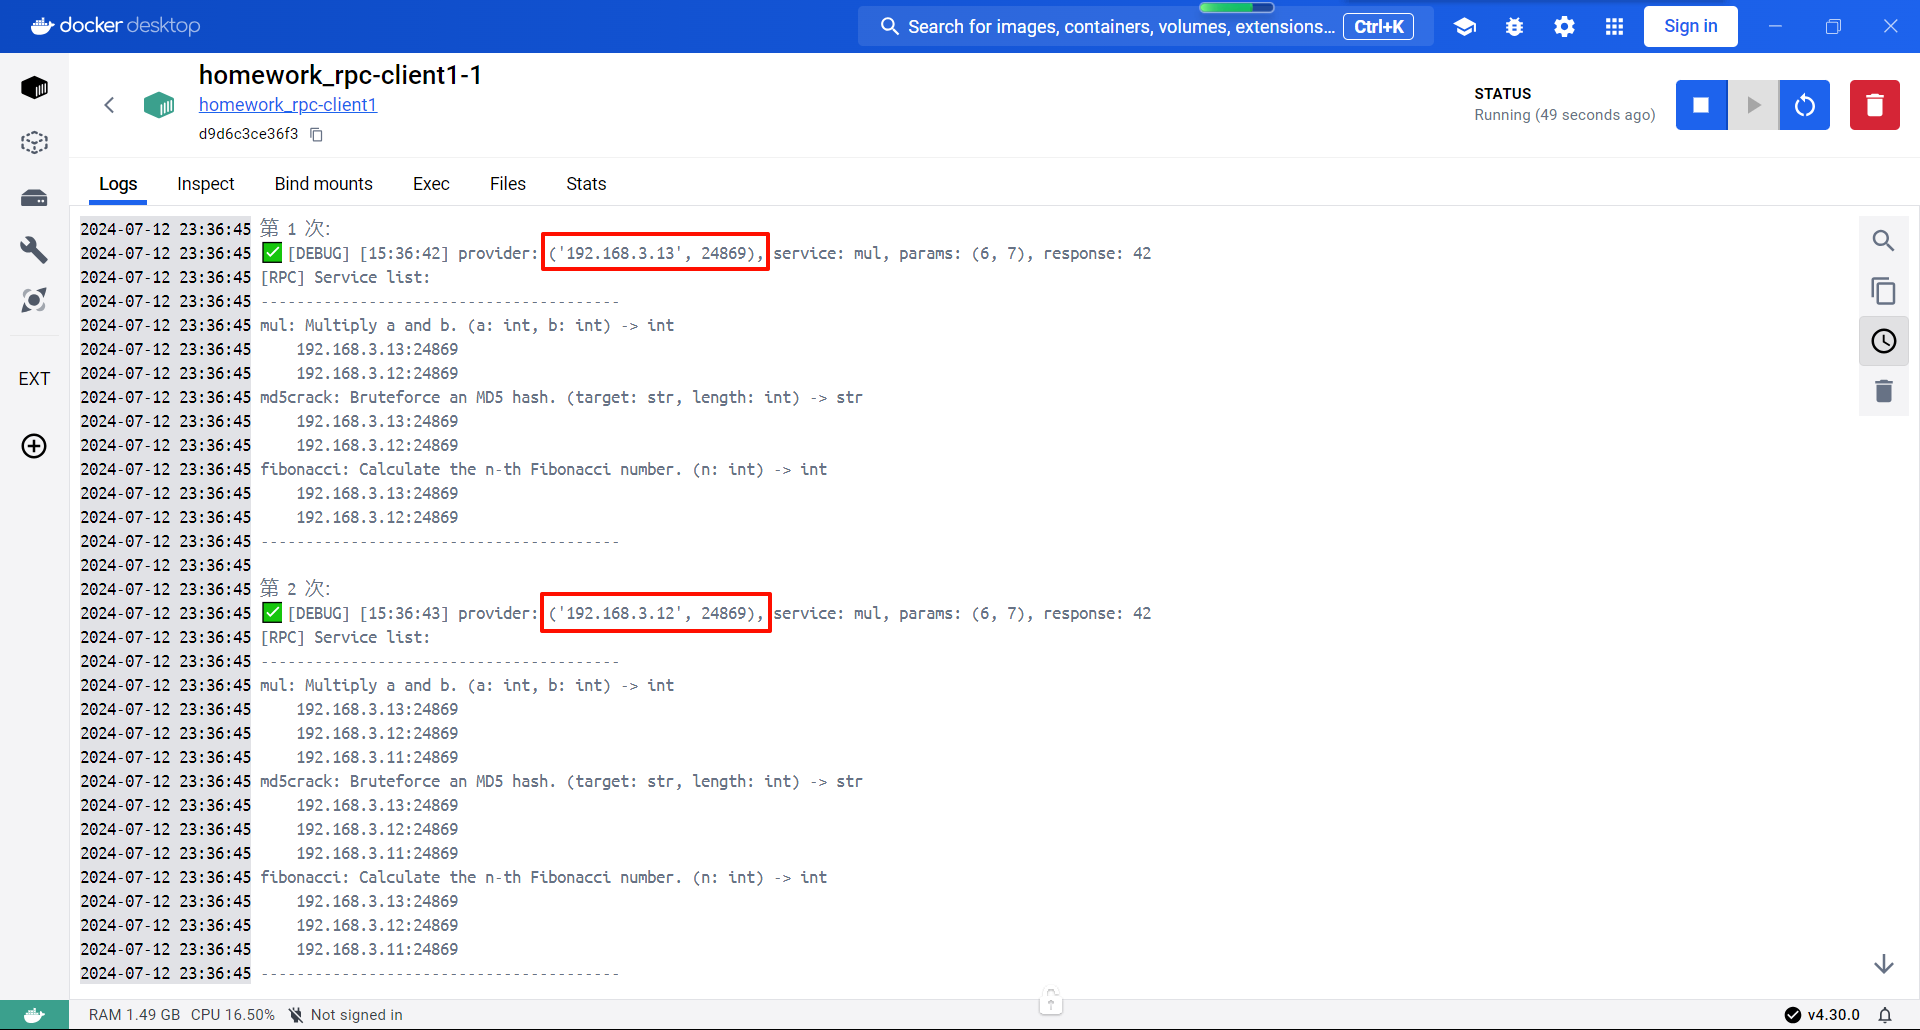 docker desktop
Search for images, containers, volumes, extensions... Ctrl+K
Sign in
homework_rpc-client1-1
homework_rpc-client1
d9d6c3ce36f3
STATUS
Running (49 seconds ago)
Logs Inspect Bind mounts Exec Files Stats
EXT
2024-07-12 23:36:45 第 1 次:
2024-07-12 23:36:45 ✅ [DEBUG] [15:36:42] provider: ('192.168.3.13', 24869), service: mul, params: (6, 7), response: 42
2024-07-12 23:36:45 [RPC] Service list:
2024-07-12 23:36:45 ----------------------------------------
2024-07-12 23:36:45 mul: Multiply a and b. (a: int, b: int) -> int
2024-07-12 23:36:45     192.168.3.13:24869
2024-07-12 23:36:45     192.168.3.12:24869
2024-07-12 23:36:45 md5crack: Bruteforce an MD5 hash. (target: str, length: int) -> str
2024-07-12 23:36:45     192.168.3.13:24869
2024-07-12 23:36:45     192.168.3.12:24869
2024-07-12 23:36:45 fibonacci: Calculate the n-th Fibonacci number. (n: int) -> int
2024-07-12 23:36:45     192.168.3.13:24869
2024-07-12 23:36:45     192.168.3.12:24869
2024-07-12 23:36:45 ----------------------------------------
2024-07-12 23:36:45
2024-07-12 23:36:45 第 2 次:
2024-07-12 23:36:45 ✅ [DEBUG] [15:36:43] provider: ('192.168.3.12', 24869), service: mul, params: (6, 7), response: 42
2024-07-12 23:36:45 [RPC] Service list:
2024-07-12 23:36:45 ----------------------------------------
2024-07-12 23:36:45 mul: Multiply a and b. (a: int, b: int) -> int
2024-07-12 23:36:45     192.168.3.13:24869
2024-07-12 23:36:45     192.168.3.12:24869
2024-07-12 23:36:45     192.168.3.11:24869
2024-07-12 23:36:45 md5crack: Bruteforce an MD5 hash. (target: str, length: int) -> str
2024-07-12 23:36:45     192.168.3.13:24869
2024-07-12 23:36:45     192.168.3.12:24869
2024-07-12 23:36:45     192.168.3.11:24869
2024-07-12 23:36:45 fibonacci: Calculate the n-th Fibonacci number. (n: int) -> int
2024-07-12 23:36:45     192.168.3.13:24869
2024-07-12 23:36:45     192.168.3.12:24869
2024-07-12 23:36:45     192.168.3.11:24869
2024-07-12 23:36:45 ----------------------------------------
RAM 1.49 GB CPU 16.50% Not signed in v4.30.0